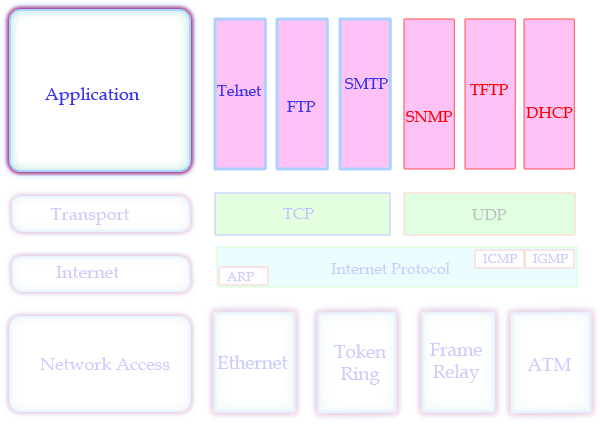 Application
Telnet
FTP
SMTP
SNMP
TFTP
DHCP
Transport
TCP
UDP
Internet
ARP
Internet Protocol
ICMP
IGMP
Network Access
Ethernet
Token
Ring
Frame
Relay
ATM